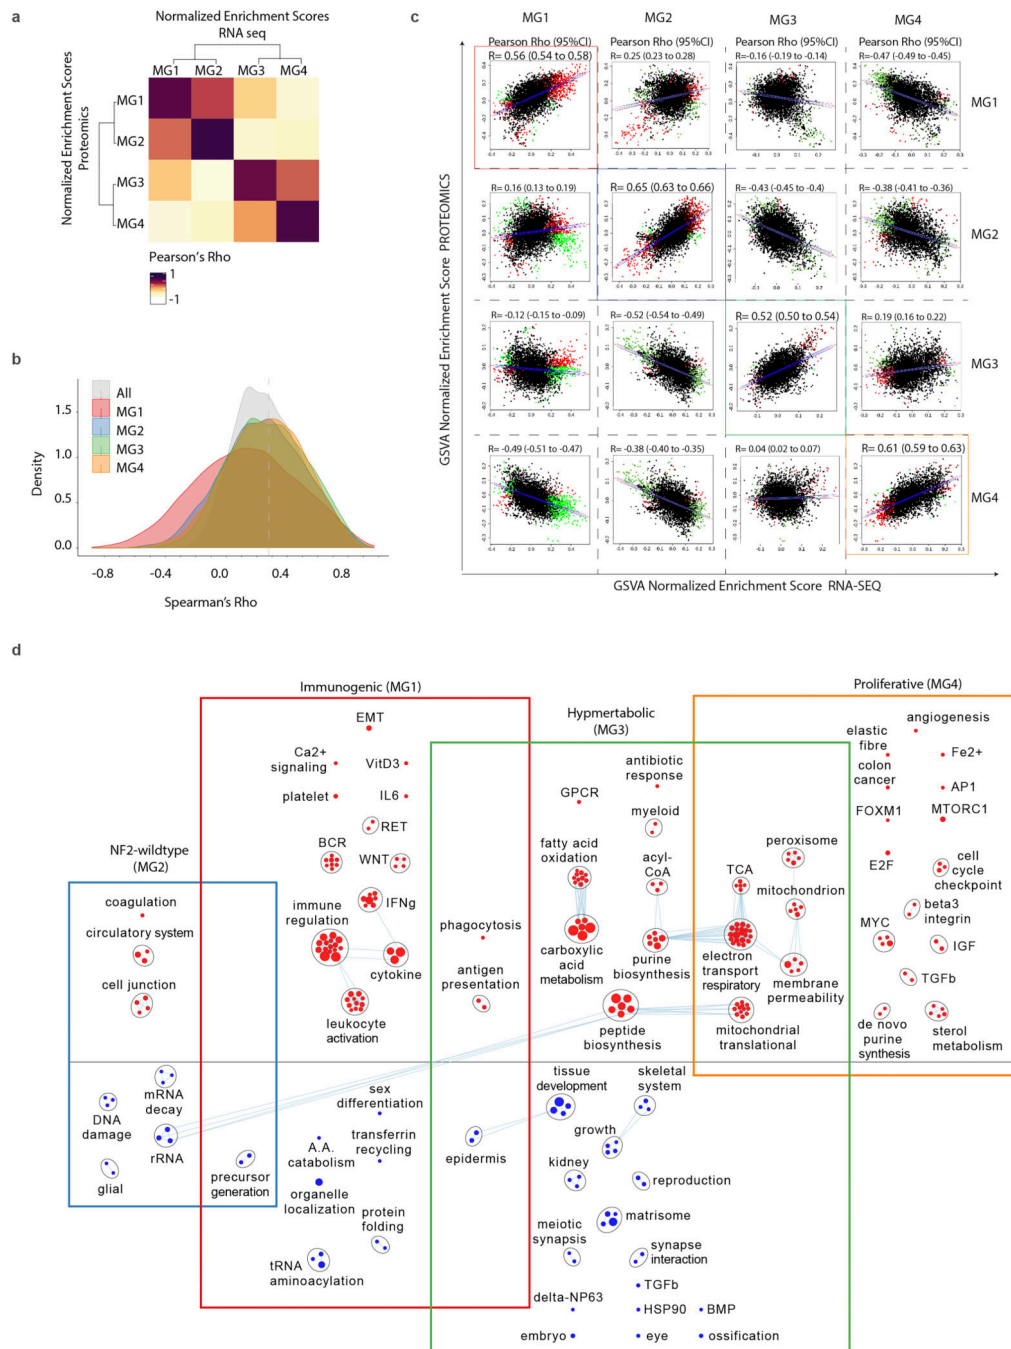 a
Normalized Enrichment Scores
RNA seq
MG1 MG2 MG3 MG4
Normalized Enrichment Scores
Proteomics
MG1
MG2
MG3
MG4
Pearson's Rho
1
-1
b
All
MG1
MG2
MG3
MG4
Density
1.5
1.0
0.5
0.0
-0.8 -0.4 0.0 0.4 0.8
Spearman's Rho
c
MG1 MG2 MG3 MG4
Pearson Rho (95%CI) Pearson Rho (95%CI) Pearson Rho (95%CI) Pearson Rho (95%CI)
R= 0.56 (0.54 to 0.58) R= 0.25 (0.23 to 0.28) R=-0.16 (-0.19 to -0.14) R=-0.47 (-0.49 to -0.45)
MG1
R= 0.16 (0.13 to 0.19) R= 0.65 (0.63 to 0.66) R=-0.43 (-0.45 to -0.4) R=-0.38 (-0.41 to -0.36)
MG2
R=-0.12 (-0.15 to -0.09) R=-0.52 (-0.54 to -0.49) R= 0.52 (0.50 to 0.54) R= 0.19 (0.16 to 0.22)
MG3
R=-0.49 (-0.51 to -0.47) R=-0.38 (-0.40 to -0.35) R= 0.04 (0.02 to 0.07) R= 0.61 (0.59 to 0.63)
MG4
GSVA Normalized Enrichment Score PROTEOMICS
GSVA Normalized Enrichment Score RNA-SEQ
d
NF2-wildtype
(MG2)
coagulation
circulatory system
cell junction
mRNA
decay
DNA
damage
rRNA
glial
precursor
generation
Immunogenic (MG1)
EMT
Ca2+
signaling
VitD3
platelet
IL6
RET
BCR
WNT
IFNg
immune
regulation
cytokine
leukocyte
activation
phagocytosis
antigen
presentation
sex
differentiation
A.A.
catabolism
transferrin
recycling
organelle
localization
protein
folding
tRNA
aminoacylation
Hypmertabolic
(MG3)
antibiotic
response
GPCR
myeloid
fatty acid
oxidation
acyl-
CoA
carboxylic
acid
metabolism
purine
biosynthesis
peptide
biosynthesis
TCA
peroxisome
mitochondrion
electron
transport
respiratory
membrane
permeability
mitochondrial
translational
tissue
development
skeletal
system
epidermis
growth
kidney
reproduction
matrisome
meiotic
synapsis
synapse
interaction
TGFb
delta-NP63
HSP90
BMP
embryo
eye
ossification
Proliferative (MG4)
angiogenesis
elastic
fibre
Fe2+
colon
cancer
AP1
FOXM1
MTORC1
E2F
cell
cycle
checkpoint
beta3
integrin
MYC
IGF
TGFb
de novo
purine
synthesis
sterol
metabolism